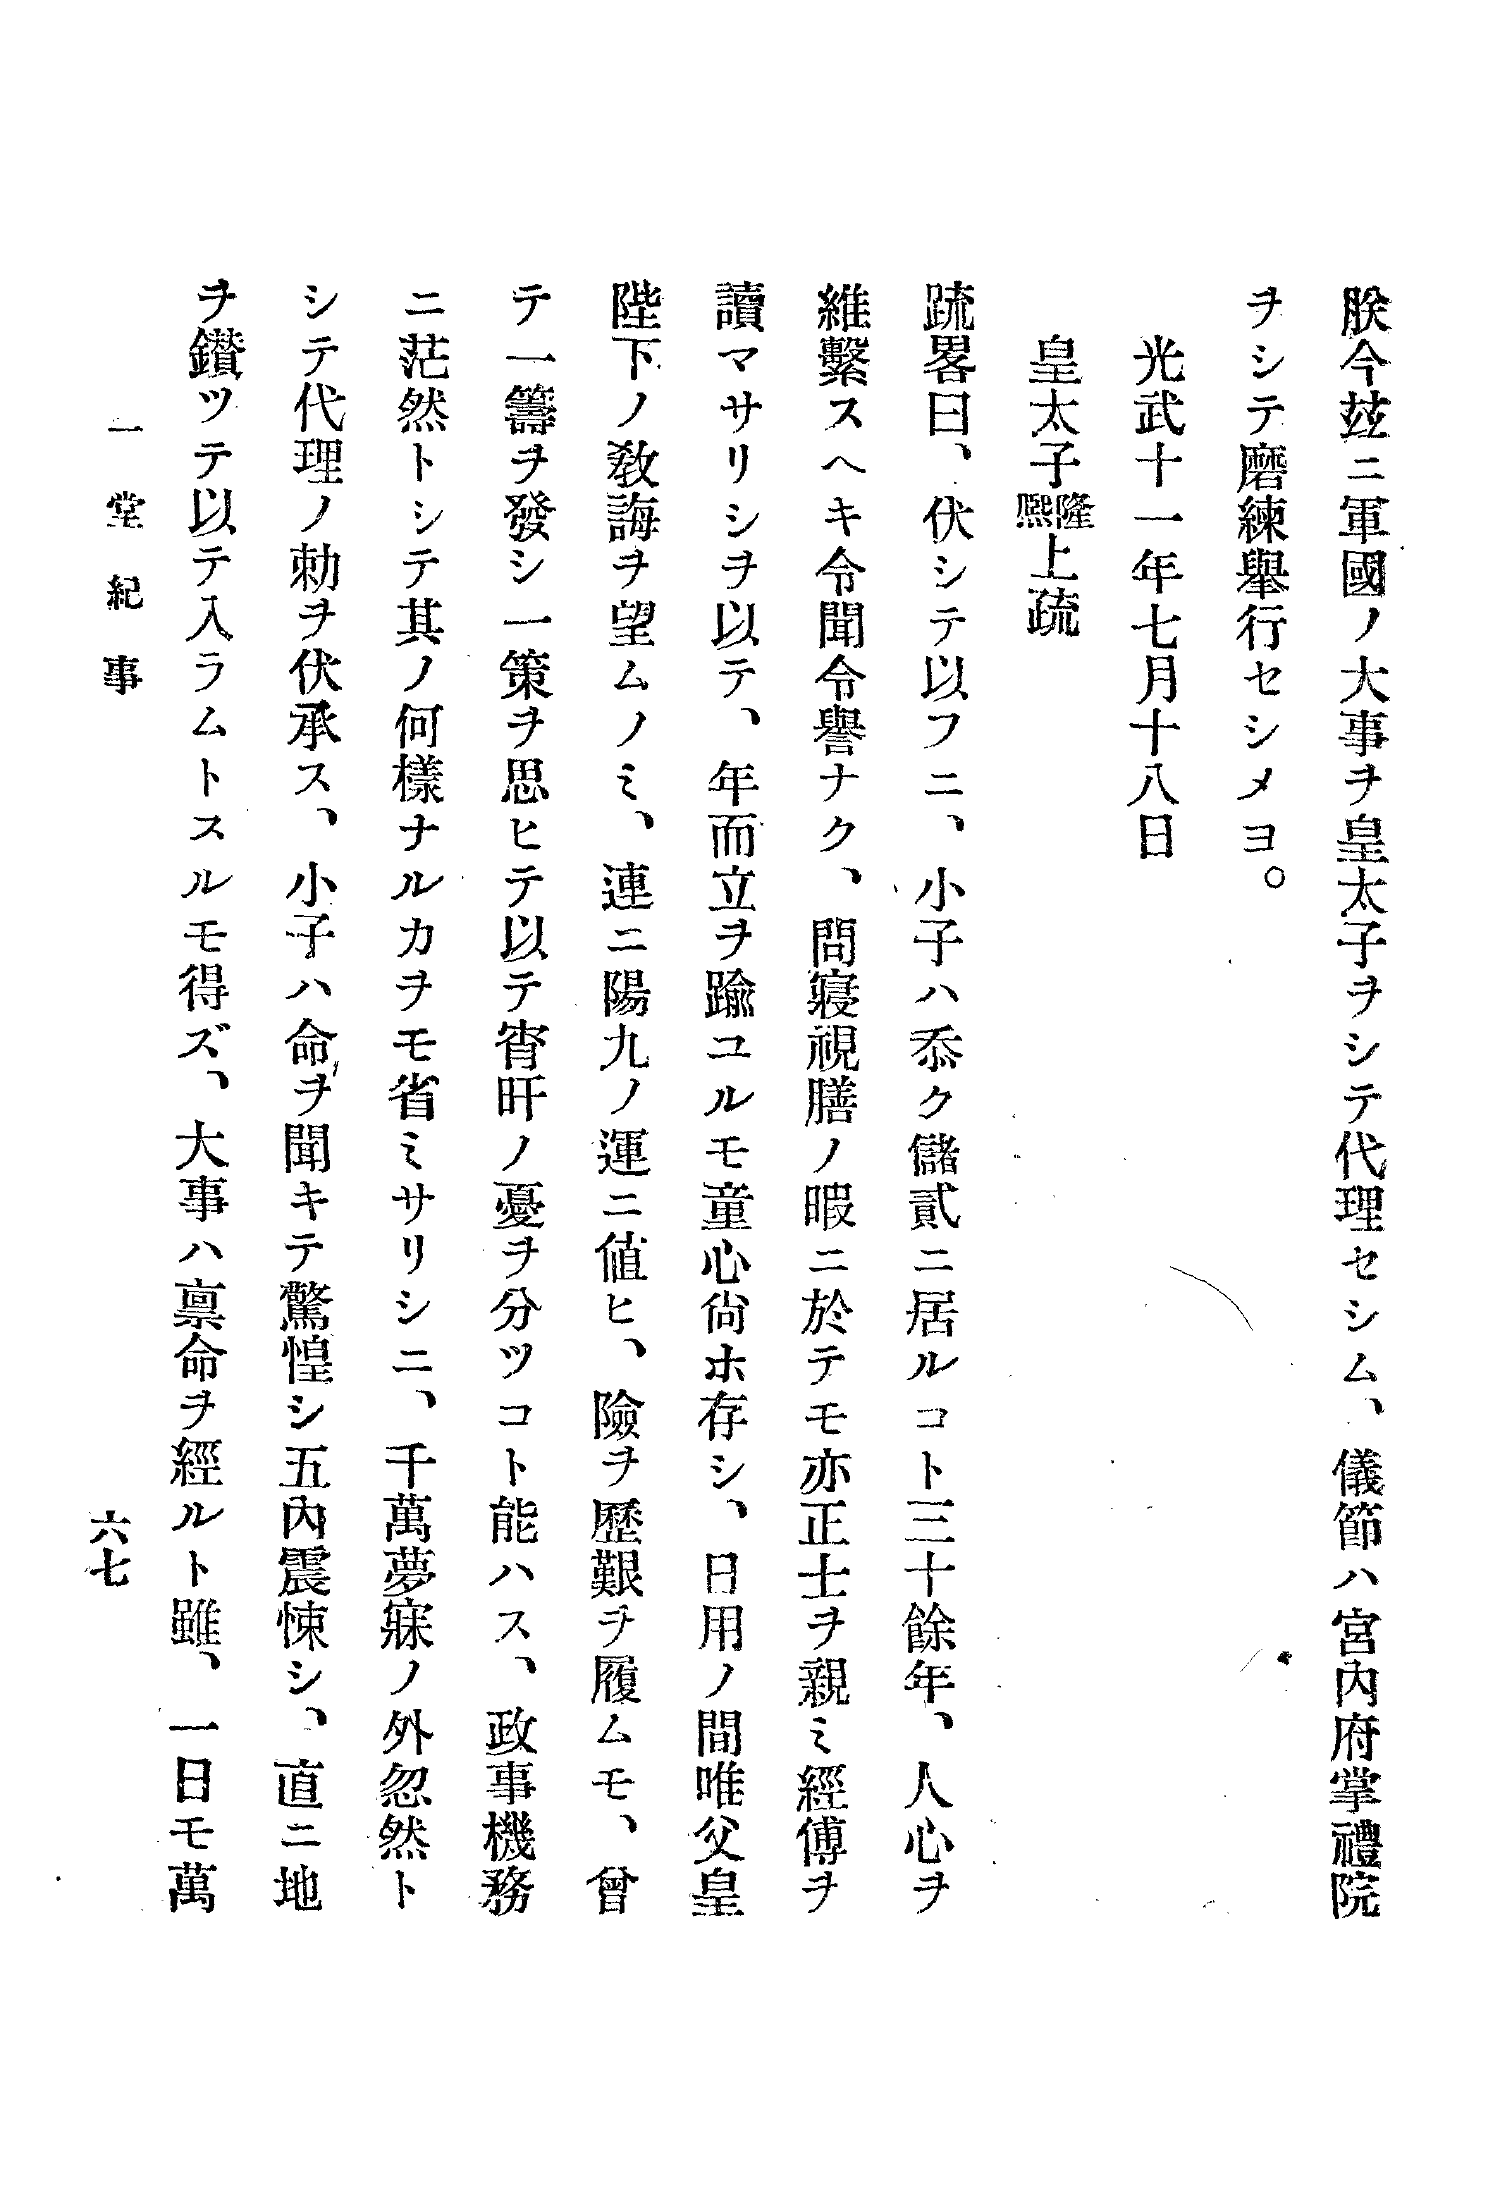 朕今玆ニ軍國ノ大事ヲ皇太子ヲシテ代理セシム、儀節ハ宮內府掌禮院
ヲシテ磨練舉行セシメヨ。
光武十一年七月十八日
皇太子隆熙上疏
疏畧曰、伏シテ以フニ、小子ハ忝ク儲貳ニ居ルコト三十餘年、人心ヲ
維繫スヘキ令聞令譽ナク、問寢視膳ノ暇ニ於テモ亦正士ヲ親ミ經傅ヲ
讀マサリシヲ以テ、年而立ヲ踰ユルモ童心尙ホ存シ、日用ノ間唯父皇
陛下ノ敎誨ヲ望ムノミ、連ニ陽九ノ運ニ値ヒ、險ヲ歷艱ヲ履ムモ、曾
テ一籌ヲ發シ一策ヲ思ヒテ以テ宵旰ノ憂ヲ分ツコト能ハス、政事機務
ニ茫然トシテ其ノ何樣ナルカヲモ省ミサリシニ、千萬夢寐ノ外忽然ト
シテ代理ノ勅ヲ伏承ス、小子ハ命ヲ聞キテ驚惶シ五內震悚シ、直ニ地
ヲ鑽ツテ以テ入ラムトスルモ得ズ、大事ハ禀命ヲ經ルト雖、一日モ萬
一堂紀事
六七